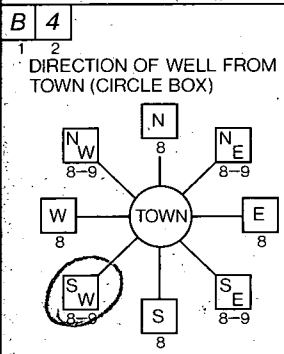 B 4
1 2
DIRECTION OF WELL FROM
TOWN (CIRCLE BOX)
N
8
NW
8-9
NE
8-9
W
8
TOWN
E
8
SW
8-9
SE
8-9
S
8